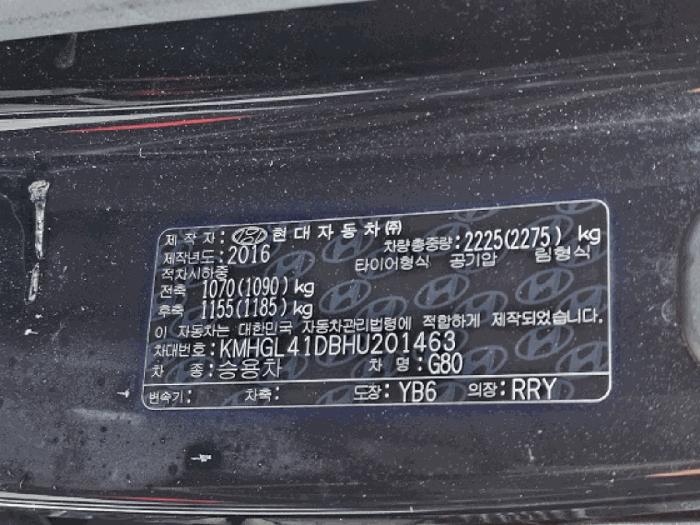 제 작 자: 현대자동차㈜
제작년도:2016 차량총중량:2225(2275) kg
적차시하중 타이어형식 공기압 림형식
전축 1070(1090)kg
후축 1155(1185)kg
이 자동차는 대한민국 자동차관리법령에 적합하게 제작되었습니다.
차대번호:KMHGL41DBHU201463
차 종:승용차 차 명:G80
변속기: 차축: 도장:YB6 의장:RRY